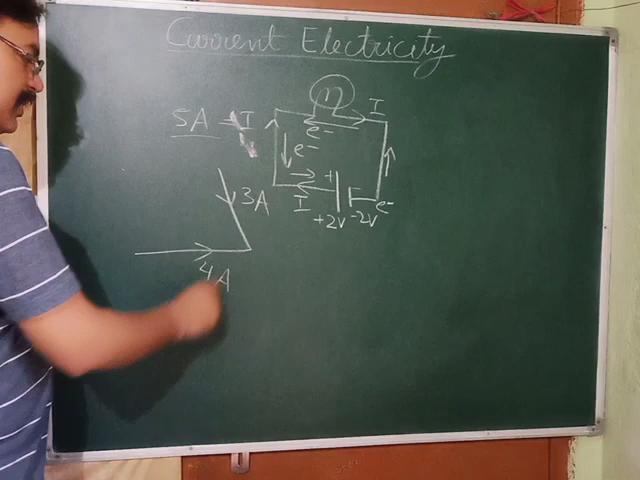 Current Electricity
5A - I
I
e-
e-
+
I
+2v -2v
e-
3A
4A